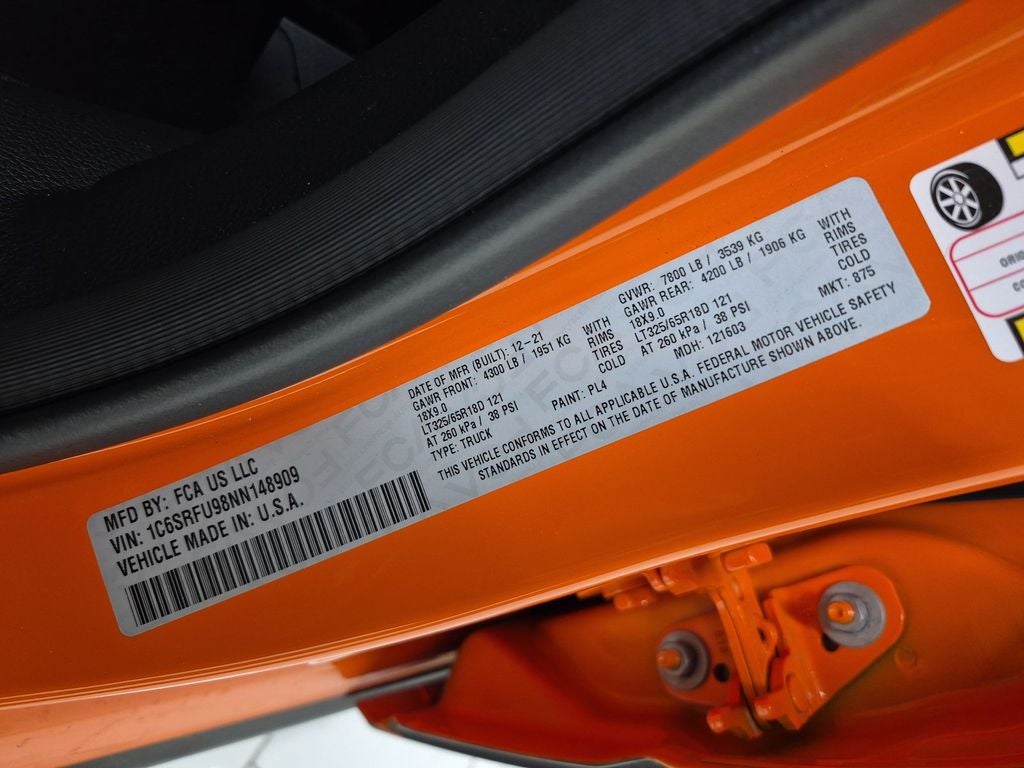 MFD BY: FCA US LLC
VIN: 1C6SRFU98NN148909
VEHICLE MADE IN: U.S.A.
DATE OF MFR (BUILT): 12-21
GAWR FRONT: 4300 LB / 1951 KG WITH
18X9.0 RIMS
LT325/65R18D 121 TIRES
AT 260 kPa / 38 PSI COLD
TYPE: TRUCK PAINT: PL4
GVWR: 7800 LB / 3539 KG
GAWR REAR: 4200 LB / 1906 KG WITH
18X9.0 RIMS
LT325/65R18D 121 TIRES
AT 260 kPa / 38 PSI COLD
MDH: 121603 MKT: 875
THIS VEHICLE CONFORMS TO ALL APPLICABLE U.S.A. FEDERAL MOTOR VEHICLE SAFETY
STANDARDS IN EFFECT ON THE DATE OF MANUFACTURE SHOWN ABOVE.